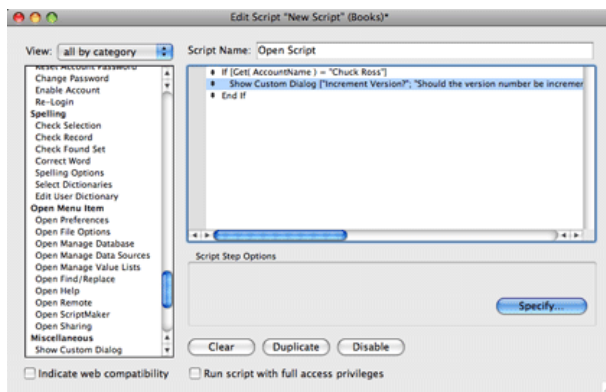 Edit Script "New Script" (Books)*
View: all by category
Script Name: Open Script
Reset Account Password
Change Password
Enable Account
Re-Login
Spelling
Check Selection
Check Record
Check Found Set
Correct Word
Spelling Options
Select Dictionaries
Edit User Dictionary
Open Menu Item
Open Preferences
Open File Options
Open Manage Database
Open Manage Data Sources
Open Manage Value Lists
Open Find/Replace
Open Help
Open Remote
Open ScriptMaker
Open Sharing
Miscellaneous
Show Custom Dialog
If [Get( AccountName ) = "Chuck Ross"]
Show Custom Dialog ["Increment Version?"; "Should the version number be incremen
End If
Script Step Options
Specify...
Clear
Duplicate
Disable
Indicate web compatibility
Run script with full access privileges